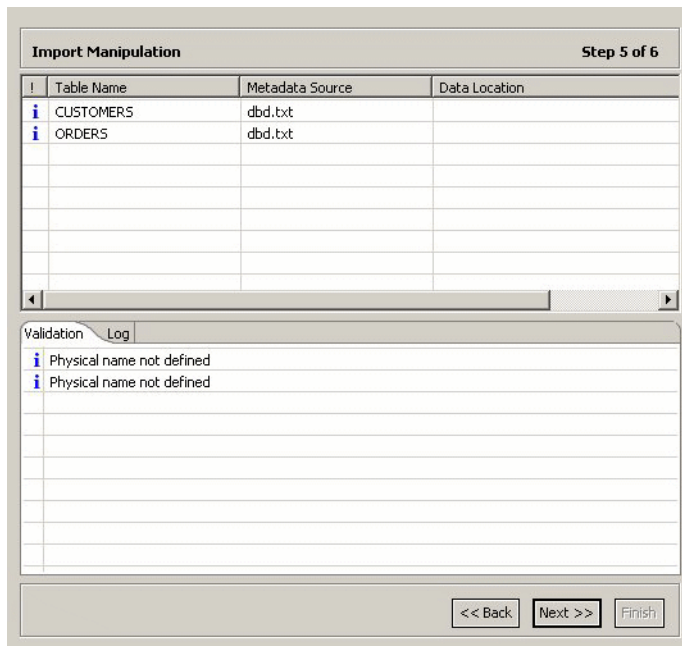 Import Manipulation Step 5 of 6
! Table Name Metadata Source Data Location
i CUSTOMERS dbd.txt
i ORDERS dbd.txt
Validation Log
i Physical name not defined
i Physical name not defined
<< Back Next >> Finish